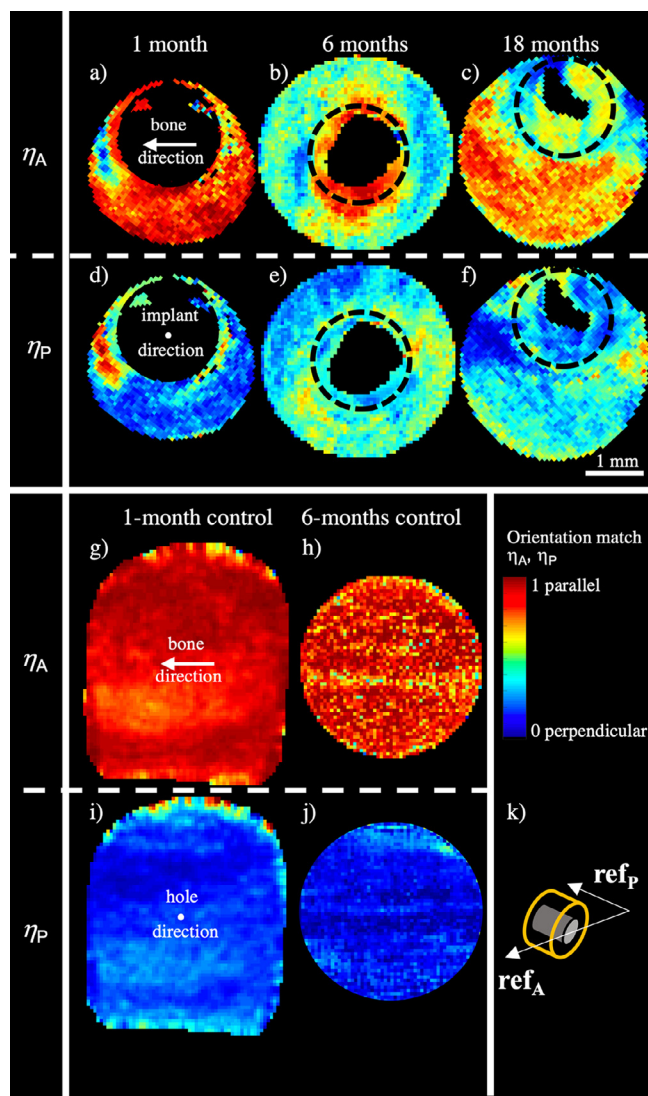 1 month 6 months 18 months
a) b) c)
ηA
bone
direction
d) e) f)
ηP
implant
direction
1 mm
1-month control 6-months control
g) h)
ηA
bone
direction
Orientation match
ηA, ηP
1 parallel
0 perpendicular
i) j) k)
ηP
hole
direction
refP
refA